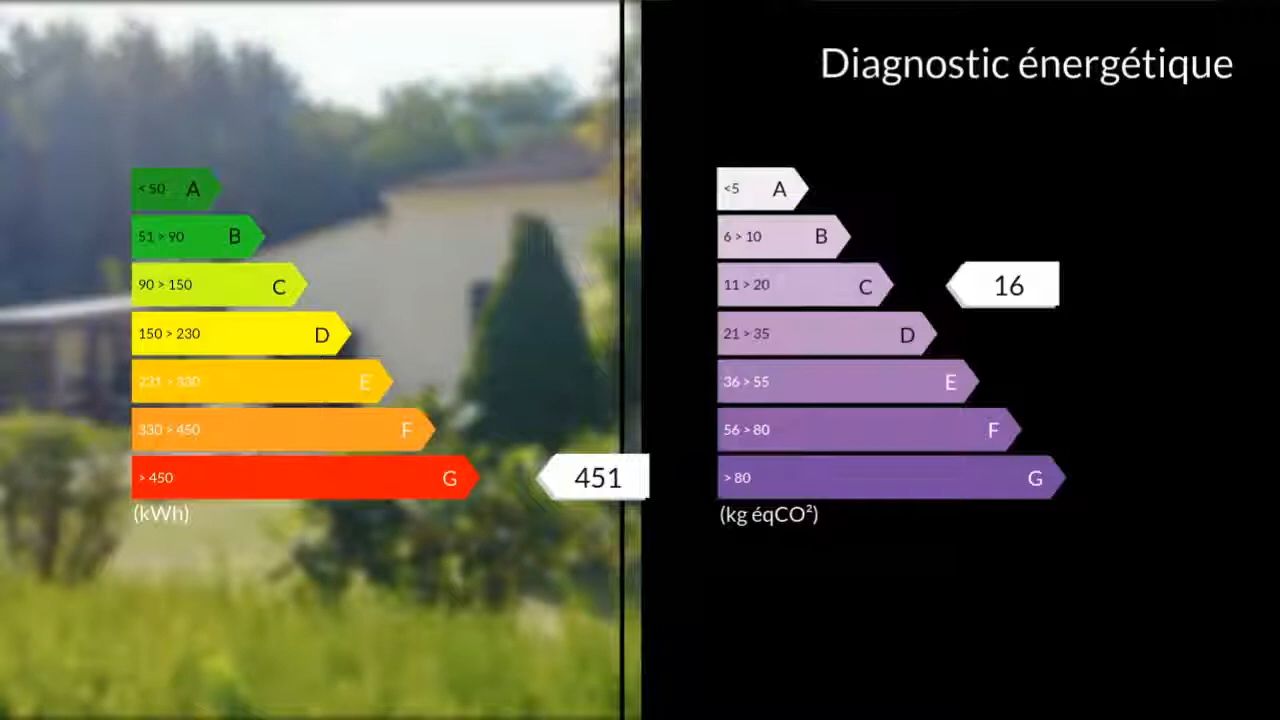 Diagnostic énergétique
< 50 A
51 > 90 B
90 > 150 C
150 > 230 D
231 > 330 E
330 > 450 F
> 450 G
451
(kWh)
<5 A
6 > 10 B
11 > 20 C
16
21 > 35 D
36 > 55 E
56 > 80 F
> 80 G
(kg éqCO²)